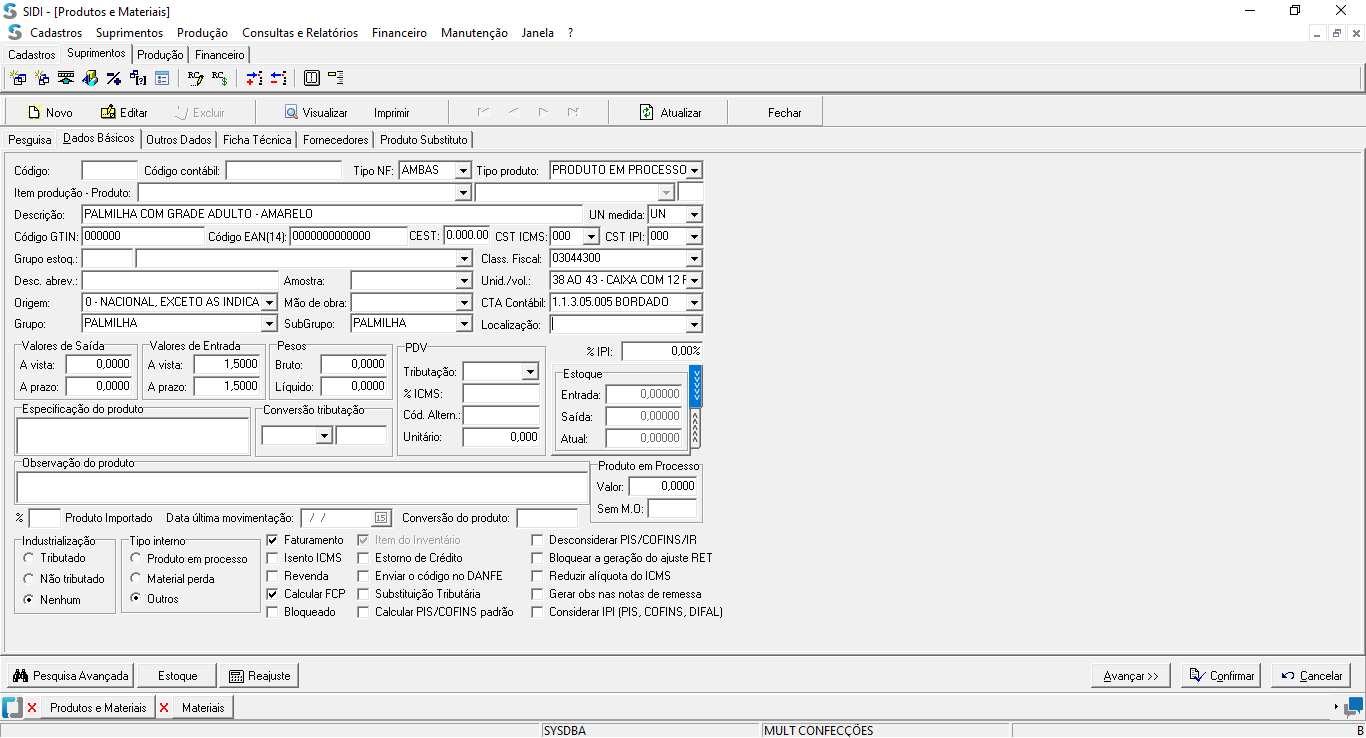 SIDI - [Produtos e Materiais]
Cadastros Suprimentos Produção Consultas e Relatórios Financeiro Manutenção Janela ?
Cadastros Suprimentos Produção Financeiro
Novo Editar Excluir Visualizar Imprimir Atualizar Fechar
Pesquisa Dados Básicos Outros Dados Ficha Técnica Fornecedores Produto Substituto
Código: Código contábil: Tipo NF: AMBAS Tipo produto: PRODUTO EM PROCESSO
Item produção - Produto:
Descrição: PALMILHA COM GRADE ADULTO - AMARELO UN medida: UN
Código GTIN: 000000 Código EAN(14): 0000000000000 CEST: 0.000.00 CST ICMS: 000 CST IPI: 000
Grupo estoq.: Class. Fiscal: 03044300
Desc. abrev.: Amostra: Unid./vol.: 38 AO 43 - CAIXA COM 12 F
Origem: 0 - NACIONAL, EXCETO AS INDICA Mão de obra: CTA Contábil: 1.1.3.05.005 BORDADO
Grupo: PALMILHA SubGrupo: PALMILHA Localização:
Valores de Saída Valores de Entrada Pesos PDV % IPI: 0,00%
A vista: 0,0000 A vista: 1,5000 Bruto: 0,0000 Tributação: Estoque
A prazo: 0,0000 A prazo: 1,5000 Líquido: 0,0000 % ICMS: Entrada: 0,00000
Especificação do produto Conversão tributação Cód. Altern.: Saída: 0,00000
Unitário: 0,000 Atual: 0,00000
Observação do produto Produto em Processo
Valor: 0,0000
Sem M.O:
% Produto Importado Data última movimentação: / / 15 Conversão do produto:
Industrialização Tipo interno Faturamento Item do Inventário Desconsiderar PIS/COFINS/IR
Tributado Produto em processo Isento ICMS Estorno de Crédito Bloquear a geração do ajuste RET
Não tributado Material perda Revenda Enviar o código no DANFE Reduzir alíquota do ICMS
Nenhum Outros Calcular FCP Substituição Tributária Gerar obs nas notas de remessa
Bloqueado Calcular PIS/COFINS padrão Considerar IPI (PIS, COFINS, DIFAL)
Pesquisa Avançada Estoque Reajuste Avançar >> Confirmar Cancelar
Produtos e Materiais Materiais
SYSDBA MULT CONFECÇÕES B